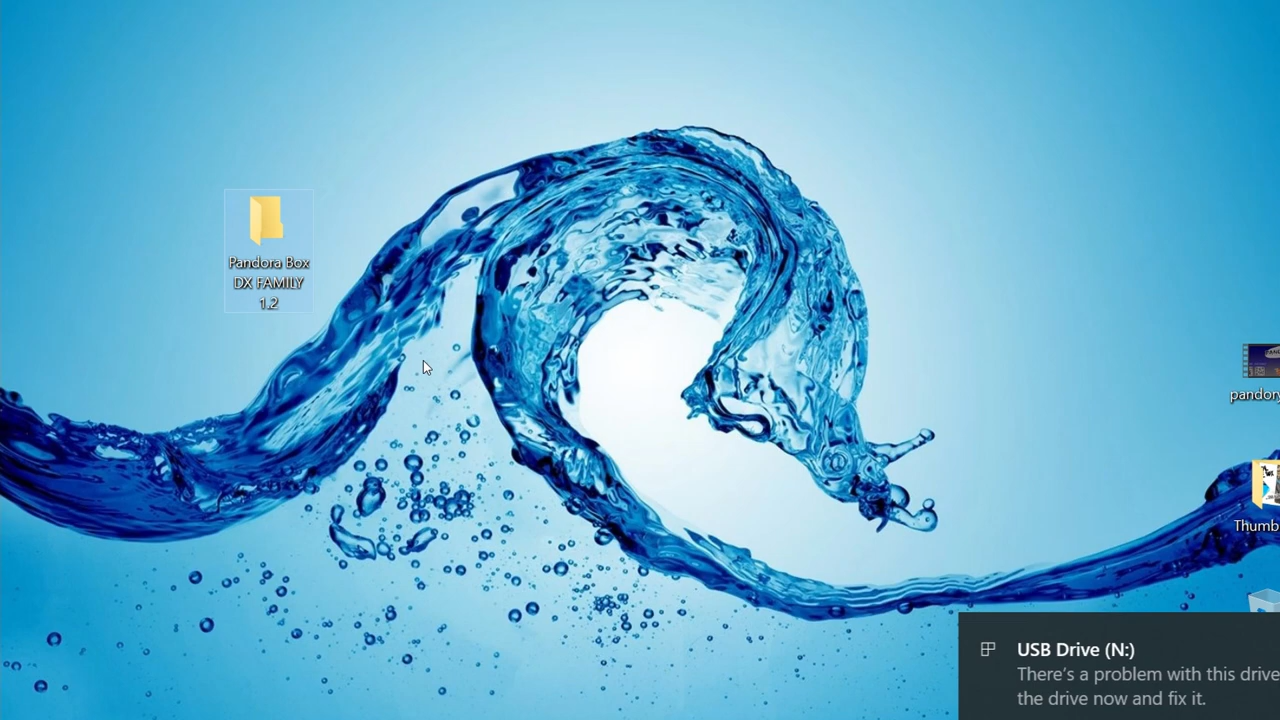 Pandora Box
DX FAMILY
1.2
pandory
Thumb
USB Drive (N:)
There's a problem with this drive
the drive now and fix it.